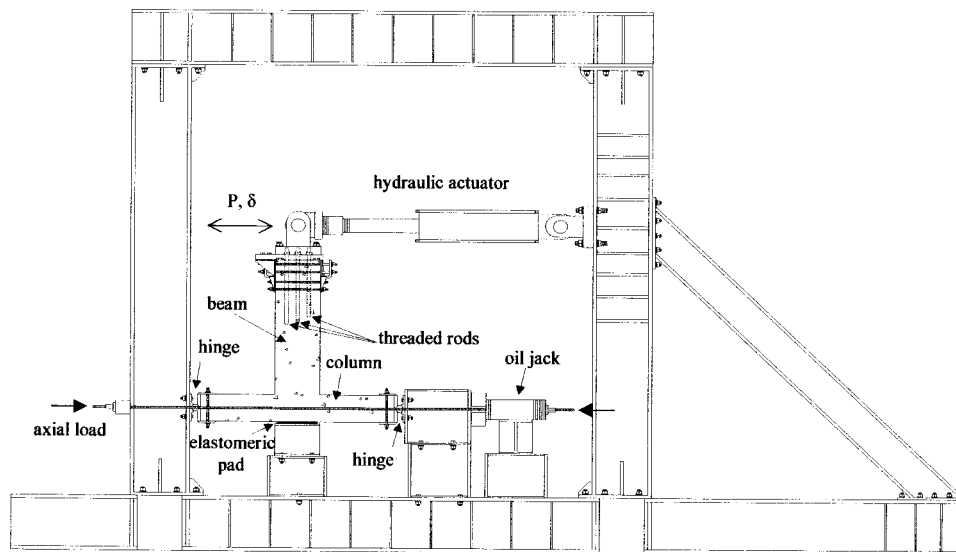 hydraulic actuator
P, δ
beam
threaded rods
hinge
column
oil jack
axial load
elastomeric
pad
hinge